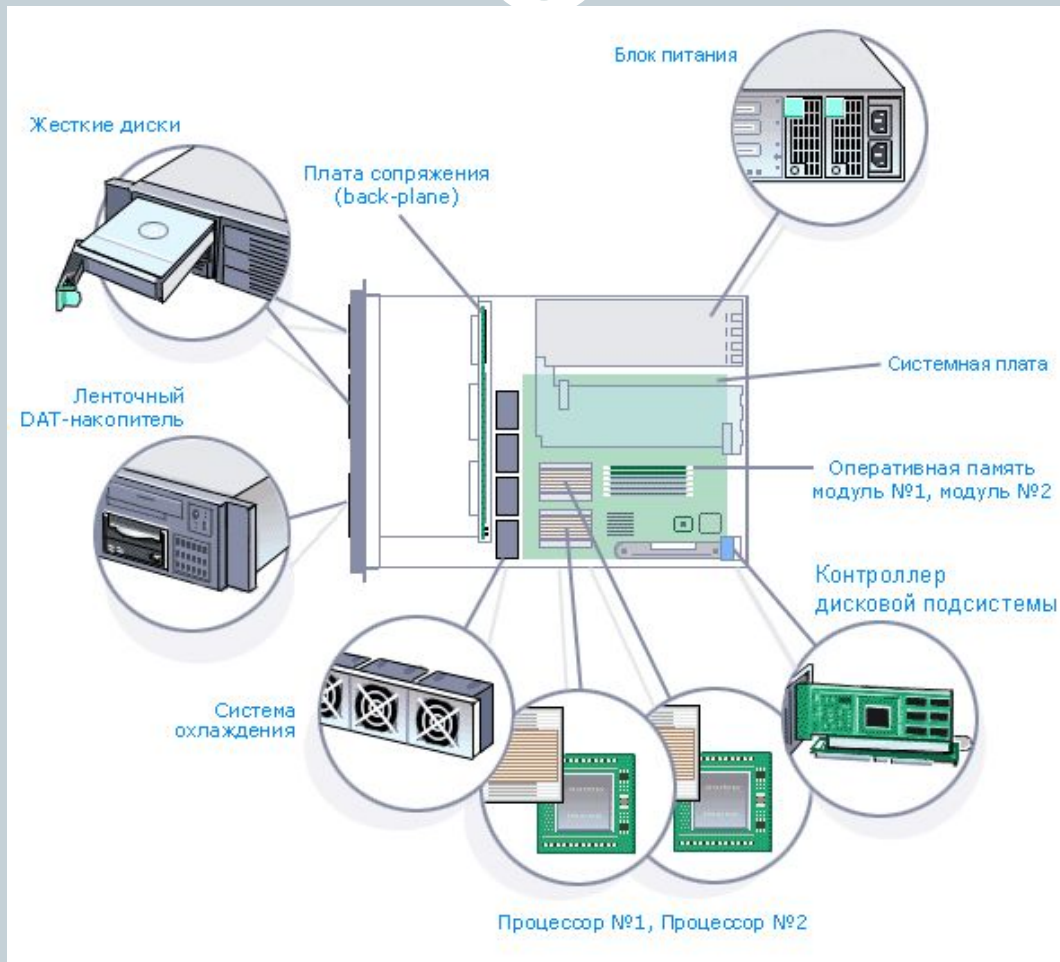 Блок питания
Жесткие диски
Плата сопряжения
(back-plane)
Системная плата
Ленточный
DAT-накопитель
Оперативная память
модуль №1, модуль №2
Контроллер
дисковой подсистемы
Система
охлаждения
Процессор №1, Процессор №2